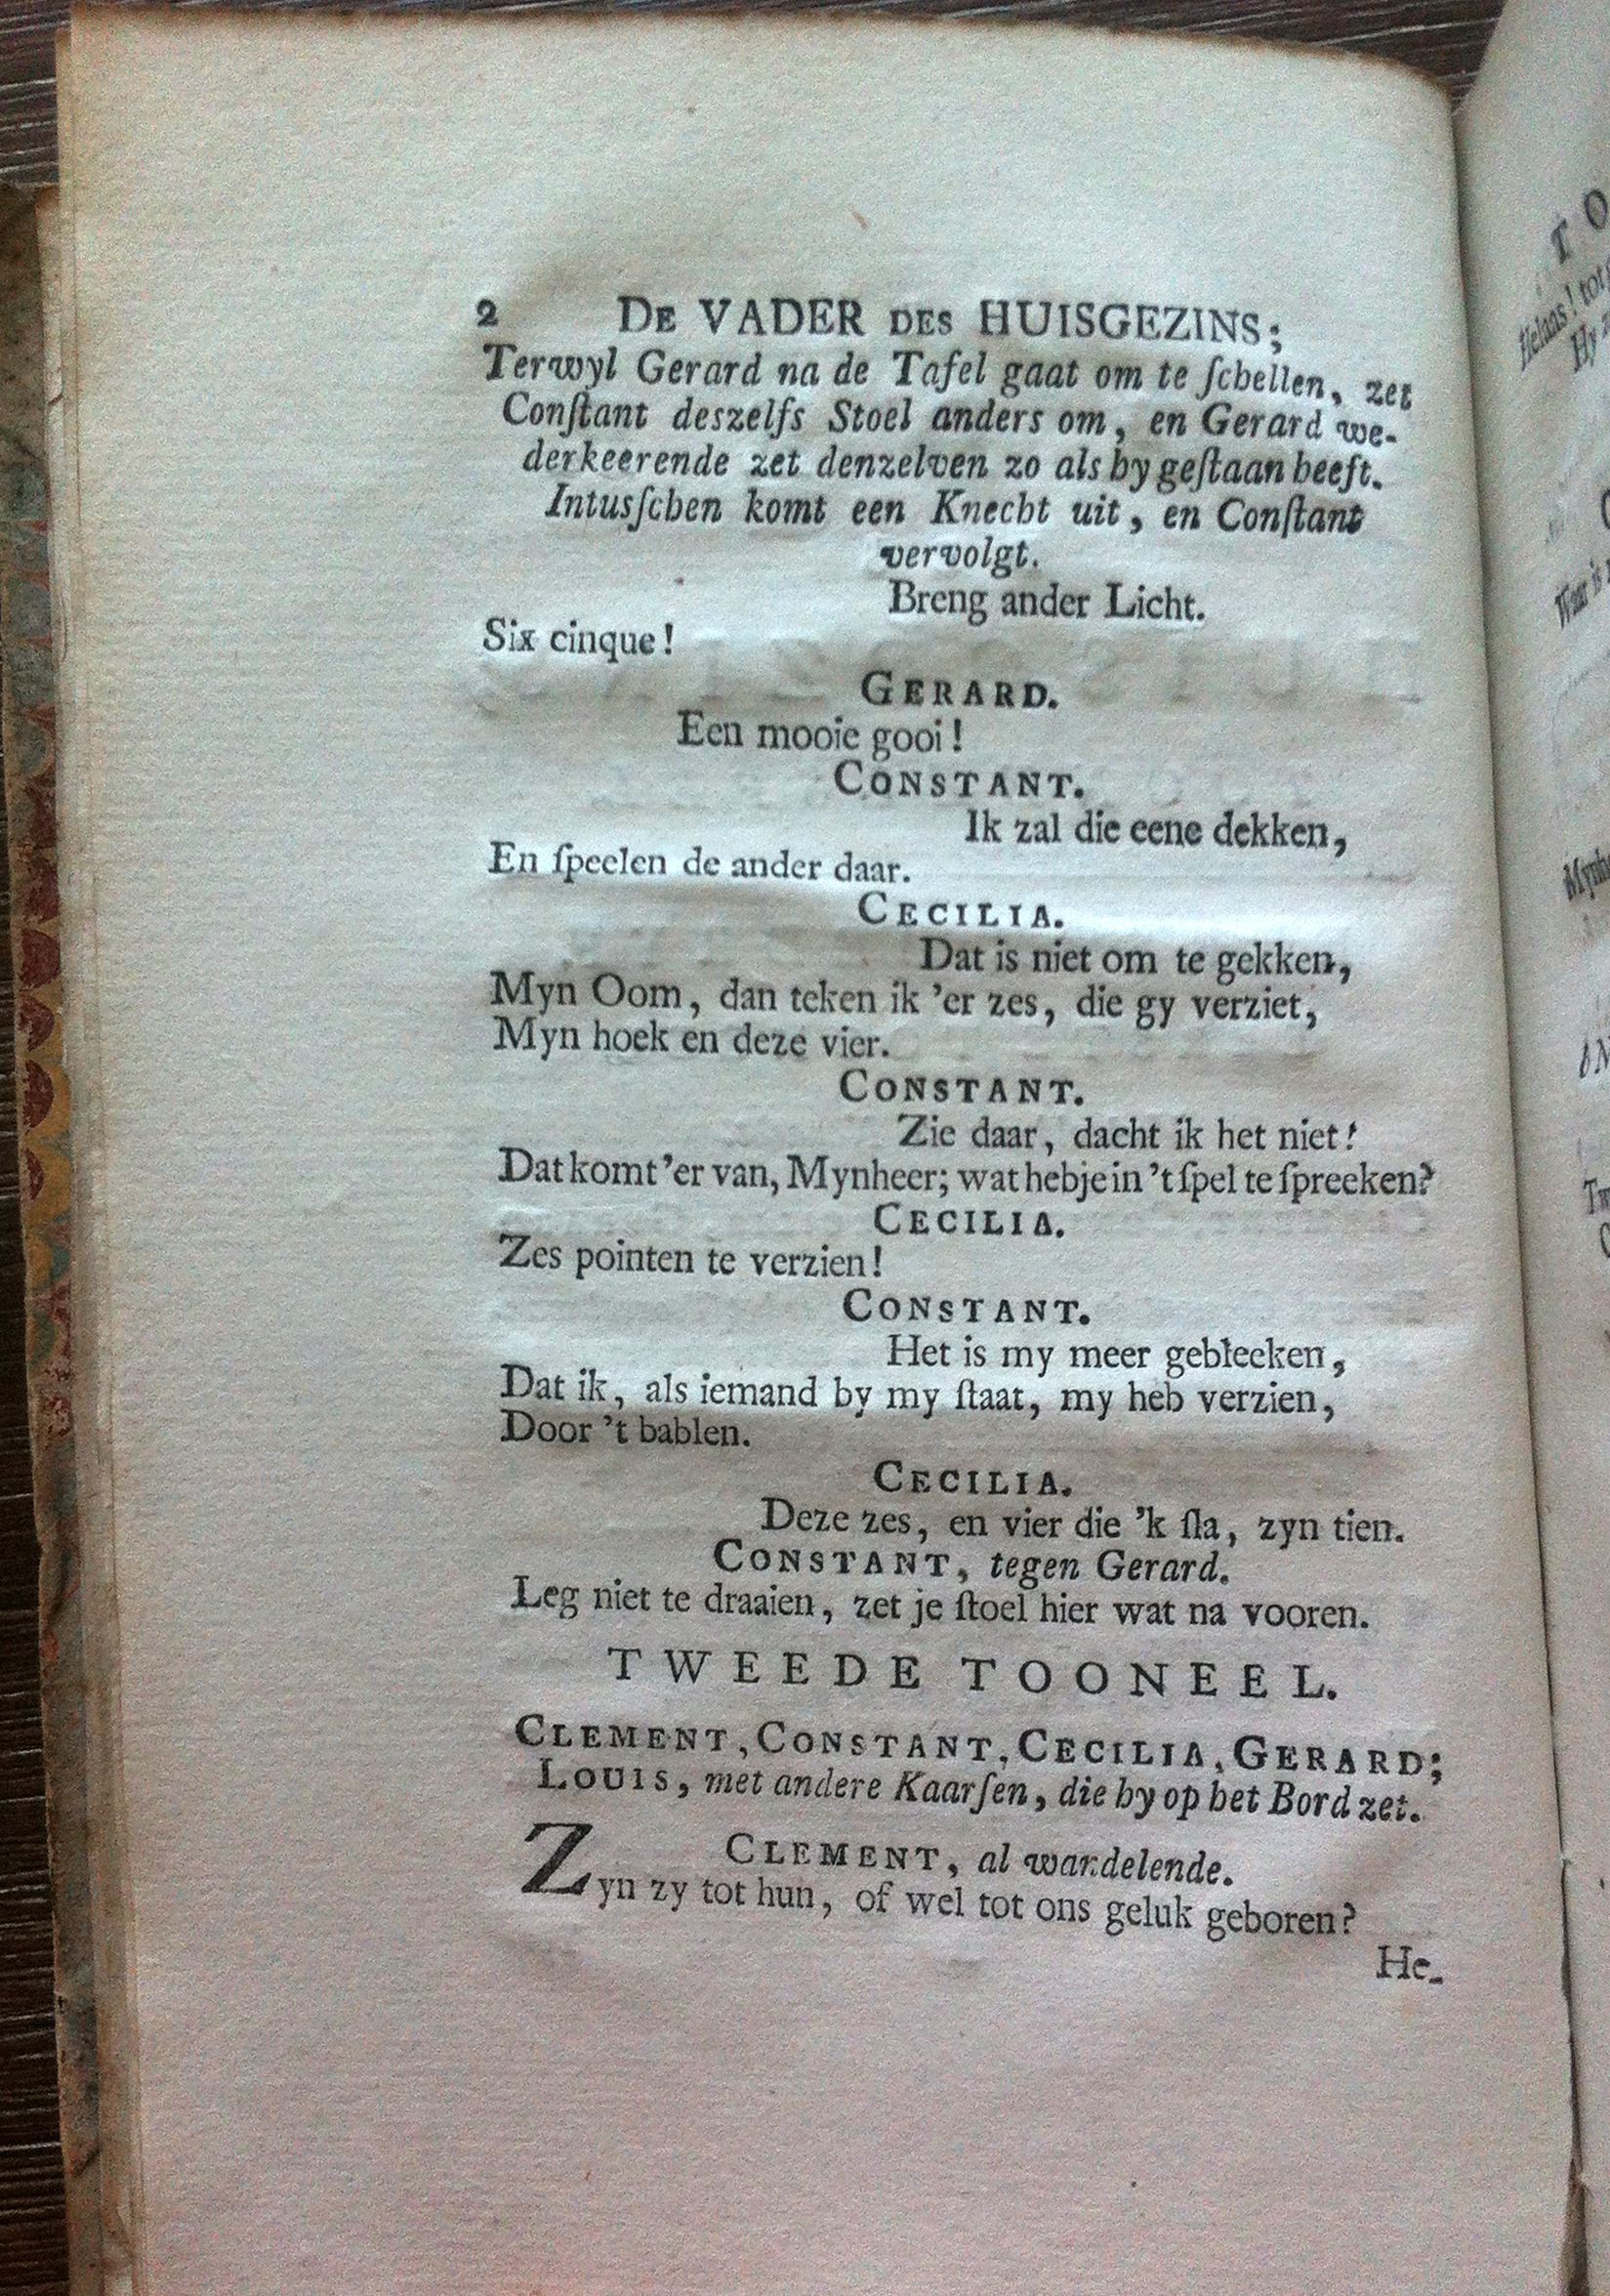 2 DE VADER DES HUISGEZINS;
Terwyl Gerard na de Tafel gaat om te ſchellen, zet
Conſtant deszelfs Stoel anders om, en Gerard we-
derkeerende zet denzelven zo als hy geſtaan heeft.
Intusſchen komt een Knecht uit, en Conſtant
vervolgt.
Breng ander Licht.
Six cinque!
GERARD.
Een mooie gooi!
CONSTANT.
Ik zal die eene dekken,
En ſpeelen de ander daar.
CECILIA.
Dat is niet om te gekken,
Myn Oom, dan teken ik 'er zes, die gy verziet,
Myn hoek en deze vier.
CONSTANT.
Zie daar, dacht ik het niet!
Dat komt 'er van, Mynheer; wat hebje in 't ſpel te ſpreeken?
CECILIA.
Zes pointen te verzien!
CONSTANT.
Het is my meer gebleeken,
Dat ik, als iemand by my ſtaat, my heb verzien,
Door 't bablen.
CECILIA.
Deze zes, en vier die 'k ſla, zyn tien.
CONSTANT, tegen Gerard.
Leg niet te draaien, zet je ſtoel hier wat na vooren.
TWEEDE TOONEEL.
CLEMENT, CONSTANT, CECILIA, GERARD;
LOUIS, met andere Kaarſen, die hy op het Bord zet.
CLEMENT, al wandelende.
Zyn zy tot hun, of wel tot ons geluk geboren?
He-
T O
Helaas!
Hy
Waar is